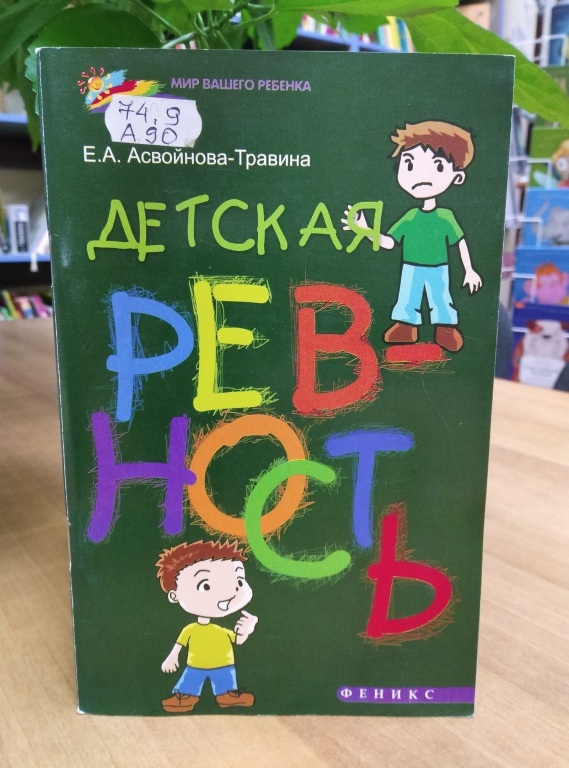 МИР ВАШЕГО РЕБЕНКА
74,9
А 90
Е.А. Асвойнова-Травина
ДЕТСКАЯ
РЕВ-
НОСТЬ
ФЕНИКС